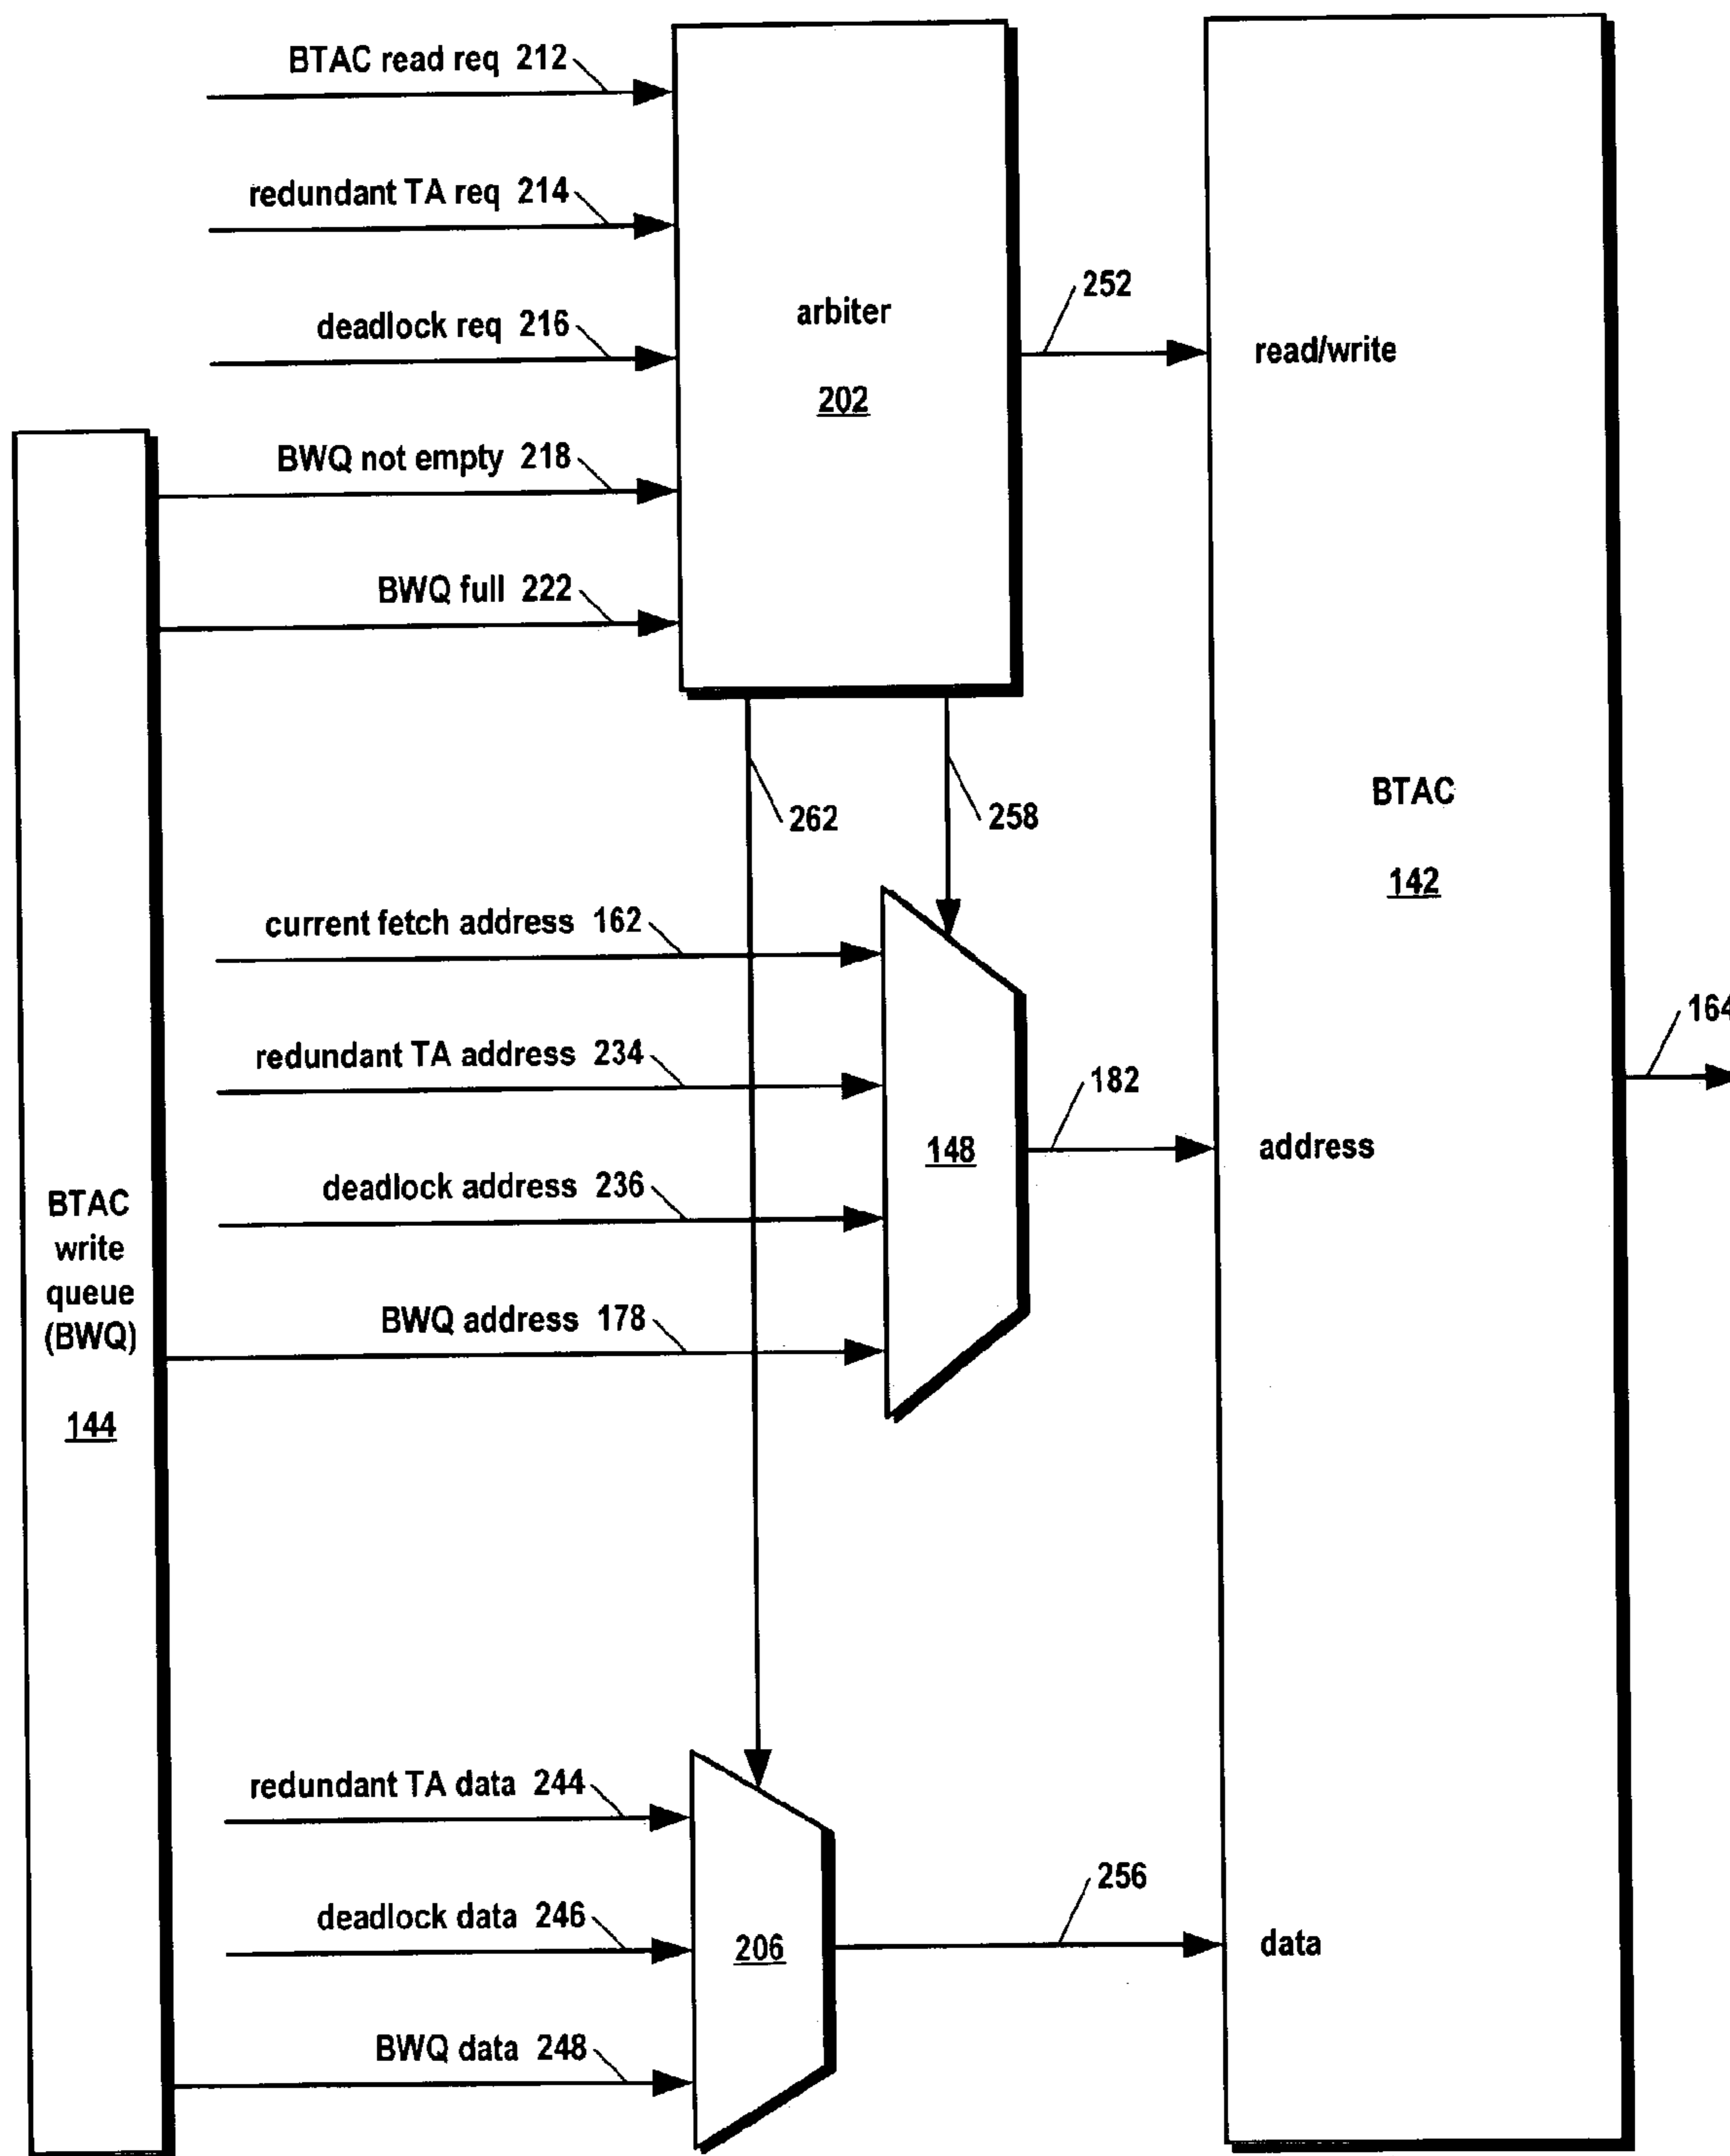 BTAC read req 212
redundant TA req 214
deadlock req 216
BWQ not empty 218
BWQ full 222
arbiter
202
252
read/write
262
258
BTAC
142
current fetch address 162
redundant TA address 234
deadlock address 236
BWQ address 178
148
182
address
164
BTAC
write
queue
(BWQ)
144
redundant TA data 244
deadlock data 246
BWQ data 248
206
256
data